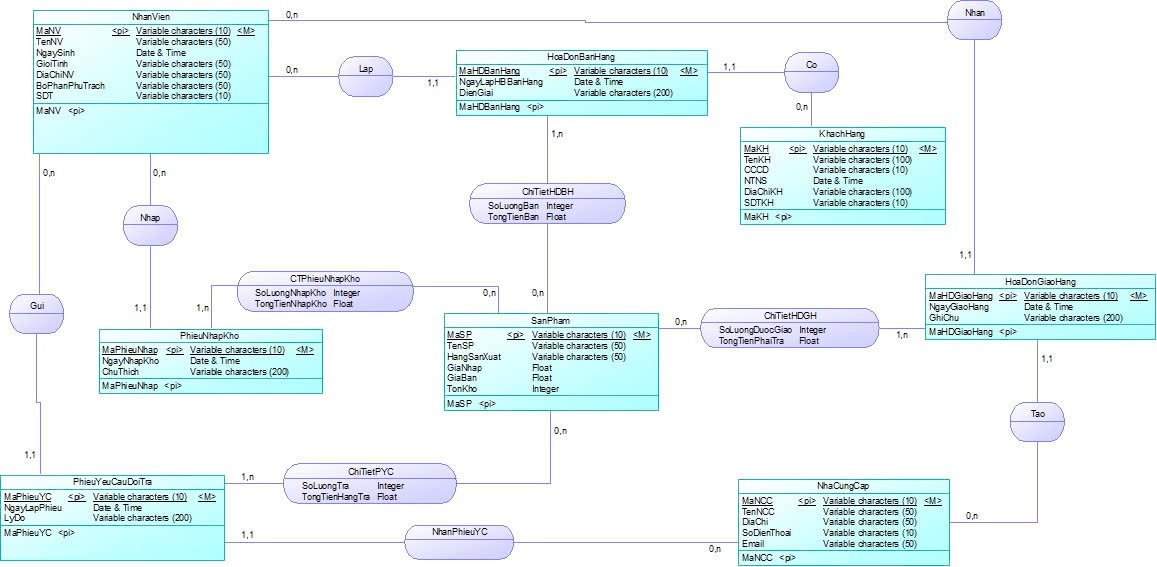 NhanVien
MaNV <pi> Variable characters (10) <M>
TenNV Variable characters (50)
NgaySinh Date & Time
GioiTinh Variable characters (50)
DiaChiNV Variable characters (50)
BoPhanPhuTrach Variable characters (50)
SDT Variable characters (10)
MaNV <pi>
0,n
Nhan
0,n
Lap
1,1
HoaDonBanHang
MaHDBanHang <pi> Variable characters (10) <M>
NgayLapHBBanHang Date & Time
DienGiai Variable characters (200)
MaHDBanHang <pi>
1,1
Co
0,n
KhachHang
MaKH <pi> Variable characters (10) <M>
TenKH Variable characters (100)
CCCD Variable characters (10)
NTNS Date & Time
DiaChiKH Variable characters (100)
SDTKH Variable characters (10)
MaKH <pi>
1,n
ChiTietHDBH
SoLuongBan Integer
TongTienBan Float
0,n
0,n
0,n
Nhap
1,1
Gui
1,1
CTPhieuNhapKho
SoLuongNhapKho Integer
TongTienNhapKho Float
1,n
0,n
PhieuNhapKho
MaPhieuNhap <pi> Variable characters (10) <M>
NgayNhapKho Date & Time
ChuThich Variable characters (200)
MaPhieuNhap <pi>
SanPham
MaSP <pi> Variable characters (10) <M>
TenSP Variable characters (50)
HangSanXuat Variable characters (50)
GiaNhap Float
GiaBan Float
TonKho Integer
MaSP <pi>
0,n
ChiTietHDGH
SoLuongDuocGiao Integer
TongTienPhaiTra Float
1,n
1,1
HoaDonGiaoHang
MaHDGiaoHang <pi> Variable characters (10) <M>
NgayGiaoHang Date & Time
GhiChu Variable characters (200)
MaHDGiaoHang <pi>
1,1
Tao
0,n
0,n
ChiTietPYC
SoLuongTra Integer
TongTienHangTra Float
1,n
PhieuYeuCauDoiTra
MaPhieuYC <pi> Variable characters (10) <M>
NgayLapPhieu Date & Time
LyDo Variable characters (200)
MaPhieuYC <pi>
1,1
NhanPhieuYC
0,n
NhaCungCap
MaNCC <pi> Variable characters (10) <M>
TenNCC Variable characters (50)
DiaChi Variable characters (50)
SoDienThoai Variable characters (10)
Email Variable characters (50)
MaNCC <pi>